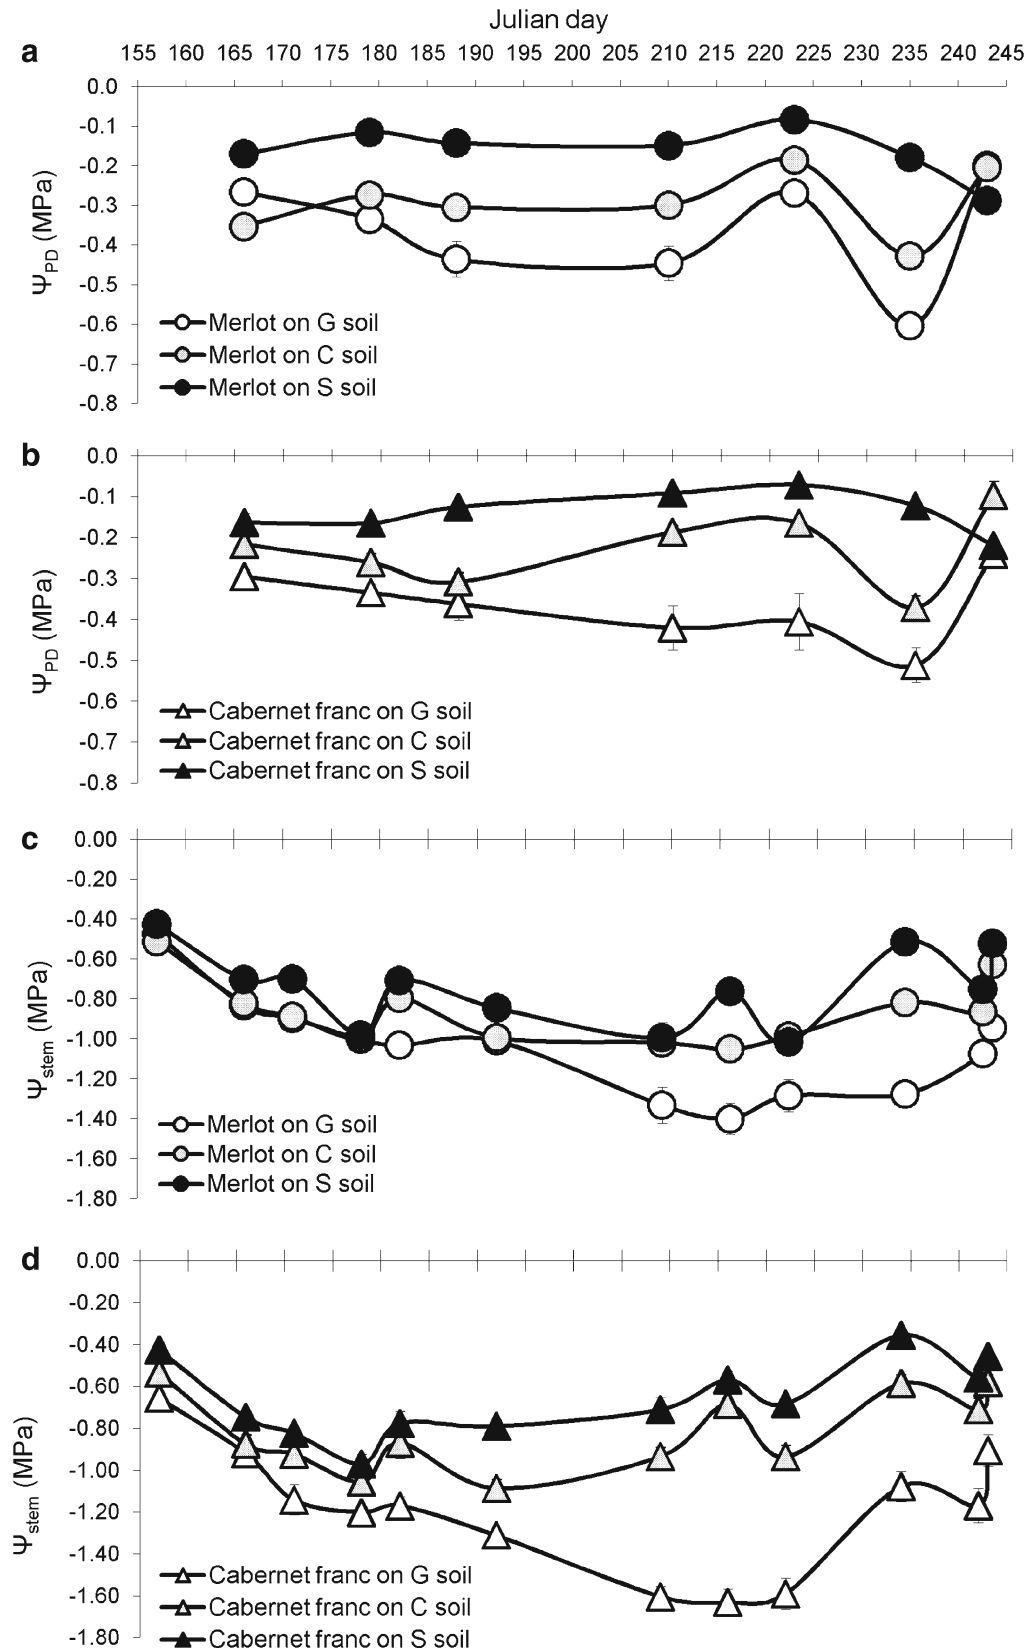 Julian day
a
155 160 165 170 175 180 185 190 195 200 205 210 215 220 225 230 235 240 245
0.0
-0.1
-0.2
-0.3
-0.4
-0.5
-0.6
-0.7
-0.8
ΨPD (MPa)
Merlot on G soil
Merlot on C soil
Merlot on S soil
b
0.0
-0.1
-0.2
-0.3
-0.4
-0.5
-0.6
-0.7
-0.8
ΨPD (MPa)
Cabernet franc on G soil
Cabernet franc on C soil
Cabernet franc on S soil
c
0.00
-0.20
-0.40
-0.60
-0.80
-1.00
-1.20
-1.40
-1.60
-1.80
Ψstem (MPa)
Merlot on G soil
Merlot on C soil
Merlot on S soil
d
0.00
-0.20
-0.40
-0.60
-0.80
-1.00
-1.20
-1.40
-1.60
-1.80
Ψstem (MPa)
Cabernet franc on G soil
Cabernet franc on C soil
Cabernet franc on S soil